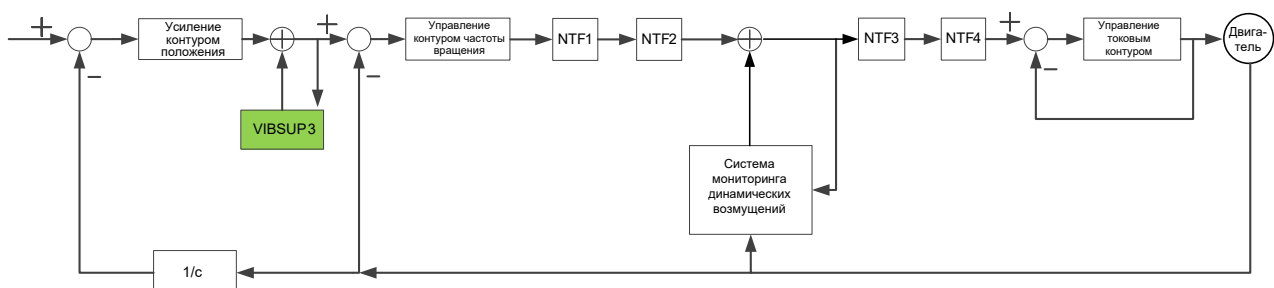 +
Усиление
контуром
положения
+
Управление
контуром частоты
вращения
NTF1
NTF2
NTF3
NTF4
+
Управление
токовым
контуром
Двига-
тель
−
−
−
VIBSUP3
Система
мониторинга
динамических
возмущений
1/с